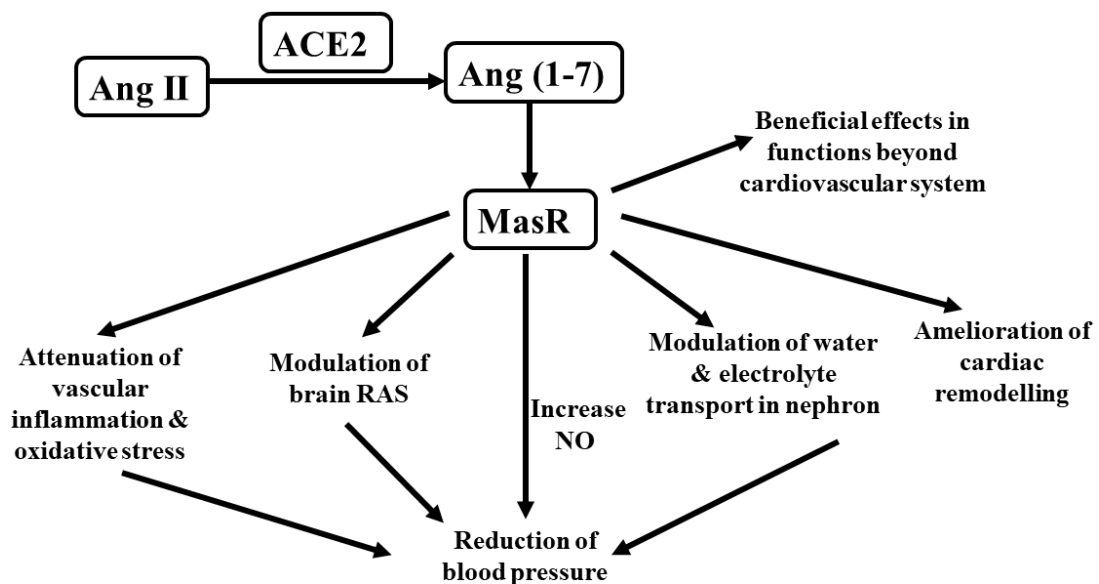 ACE2
Ang II
Ang (1-7)
Beneficial effects in
functions beyond
cardiovascular system
MasR
Attenuation of
vascular
inflammation &
oxidative stress
Modulation of
brain RAS
Increase
NO
Modulation of water
& electrolyte
transport in nephron
Amelioration of
cardiac
remodelling
Reduction of
blood pressure